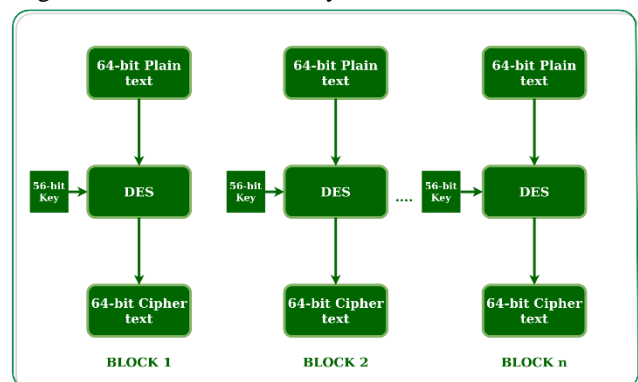 64-bit Plain
text
64-bit Plain
text
64-bit Plain
text
56-bit
Key
DES
56-bit
Key
DES
....
56-bit
Key
DES
64-bit Cipher
text
64-bit Cipher
text
64-bit Cipher
text
BLOCK 1
BLOCK 2
BLOCK n